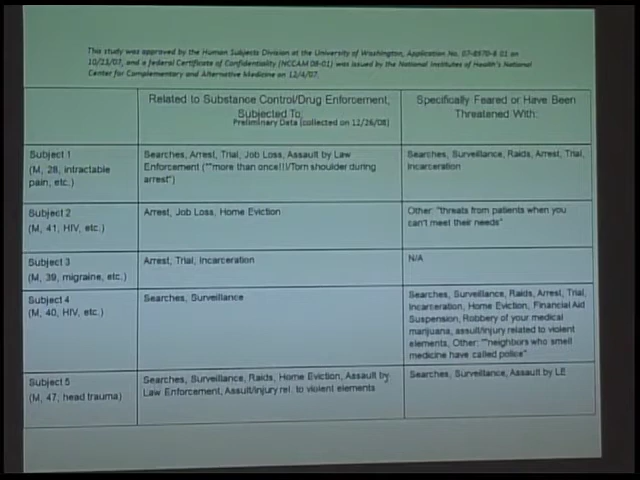 This study was approved by the Human Subjects Division at the University of Washington, Application No. 07-8570-8 01 on
10/23/07, and a federal Certificate of Confidentiality (NCCAM 08-01) was issued by the National Institutes of Health's National
Center for Complementary and Alternative Medicine on 12/4/07.
Related to Substance Control/Drug Enforcement,
Subjected To:
Preliminary Data (collected on 12/26/08)
Specifically Feared or Have Been
Threatened With:
Subject 1
(M, 28, intractable
pain, etc.)
Searches, Arrest, Trial, Job Loss, Assault by Law
Enforcement (""more than once!!!/Torn shoulder during
arrest")
Searches, Surveillance, Raids, Arrest, Trial,
Incarceration
Subject 2
(M, 41, HIV, etc.)
Arrest, Job Loss, Home Eviction
Other: "threats from patients when you
can't meet their needs"
Subject 3
(M, 39, migraine, etc.)
Arrest, Trial, Incarceration
N/A
Subject 4
(M, 40, HIV, etc.)
Searches, Surveillance
Searches, Surveillance, Raids, Arrest, Trial,
Incarceration, Home Eviction, Financial Aid
Suspension, Robbery of your medical
marijuana, assult/injury related to violent
elements, Other: ""neighbors who smell
medicine have called police"
Subject 5
(M, 47, head trauma)
Searches, Surveillance, Raids, Home Eviction, Assault by
Law Enforcement, Assult/injury rel. to violent elements
Searches, Surveillance, Assault by LE